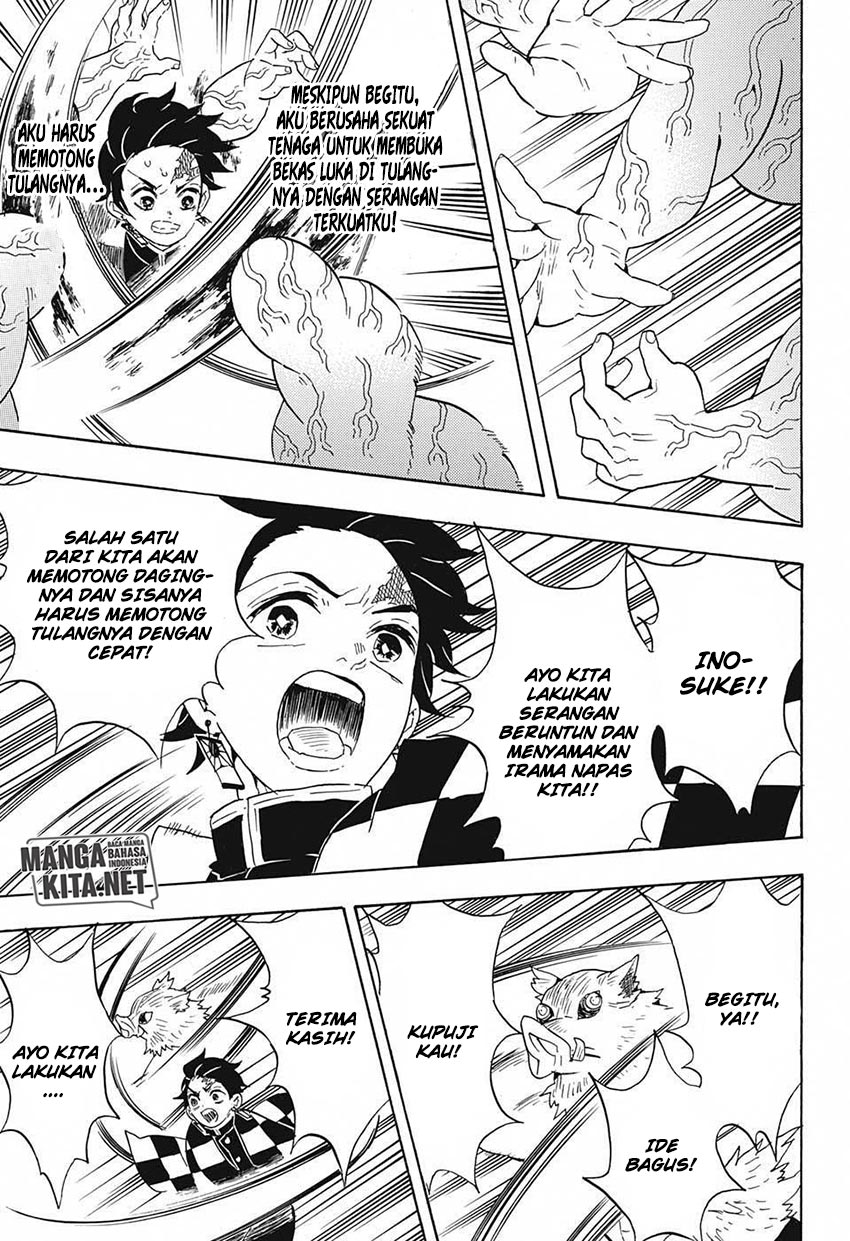 MESKIPUN BEGITU,
AKU BERUSAHA SEKUAT
TENAGA UNTUK MEMBUKA
BEKAS LUKA DI TULANG-
NYA DENGAN SERANGAN
TERKUATKU!
AKU HARUS
MEMOTONG
TULANGNYA...
INO-
SUKE!!
AYO KITA
LAKUKAN
SERANGAN
BERUNTUN DAN
MENYAMAKAN
IRAMA NAPAS
KITA!!
SALAH SATU
DARI KITA AKAN
MEMOTONG DAGING-
NYA DAN SISANYA
HARUS MEMOTONG
TULANGNYA DENGAN
CEPAT!
MANGA
BACA MANGA
BAHASA
INDONESIA
KITA.NET
BEGITU,
YA!!
IDE
BAGUS!
KUPUJI
KAU!
TERIMA
KASIH!
AYO KITA
LAKUKAN
....